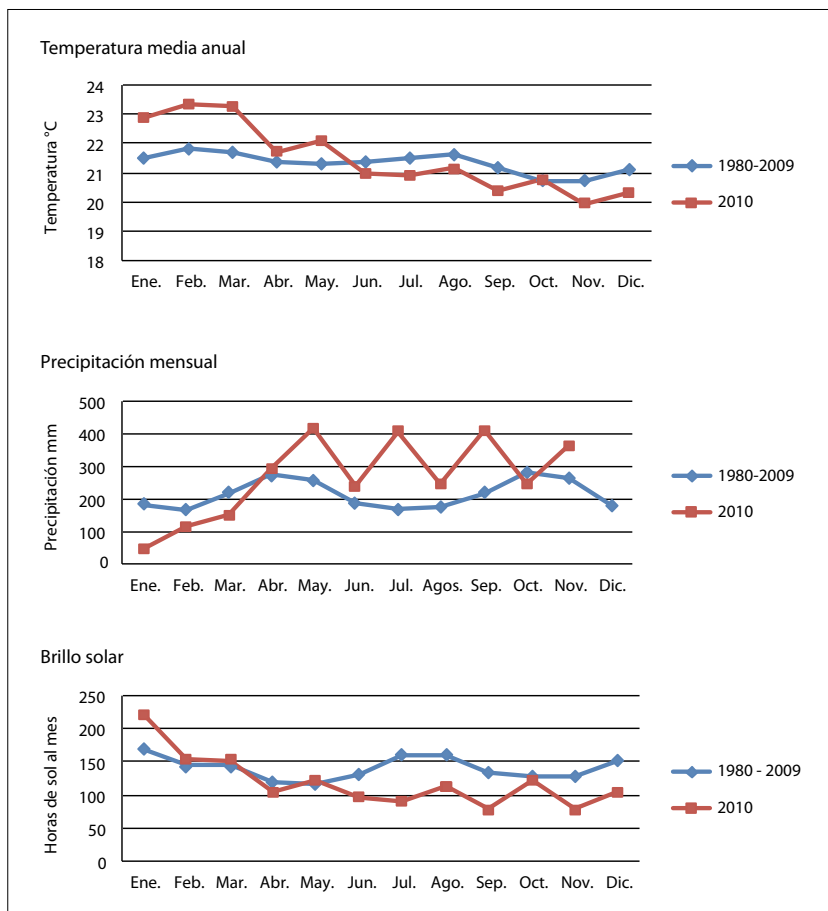 Temperatura media anual
Temperatura °C
24
23
22
21
20
19
18
Ene. Feb. Mar. Abr. May. Jun. Jul. Ago. Sep. Oct. Nov. Dic.
1980-2009
2010
Precipitación mensual
Precipitación mm
500
400
300
200
100
0
Ene. Feb. Mar. Abr. May. Jun. Jul. Agos. Sep. Oct. Nov. Dic.
1980-2009
2010
Brillo solar
Horas de sol al mes
250
200
150
100
50
0
Ene. Feb. Mar. Abr. May. Jun. Jul. Ago. Sep. Oct. Nov. Dic.
1980 - 2009
2010